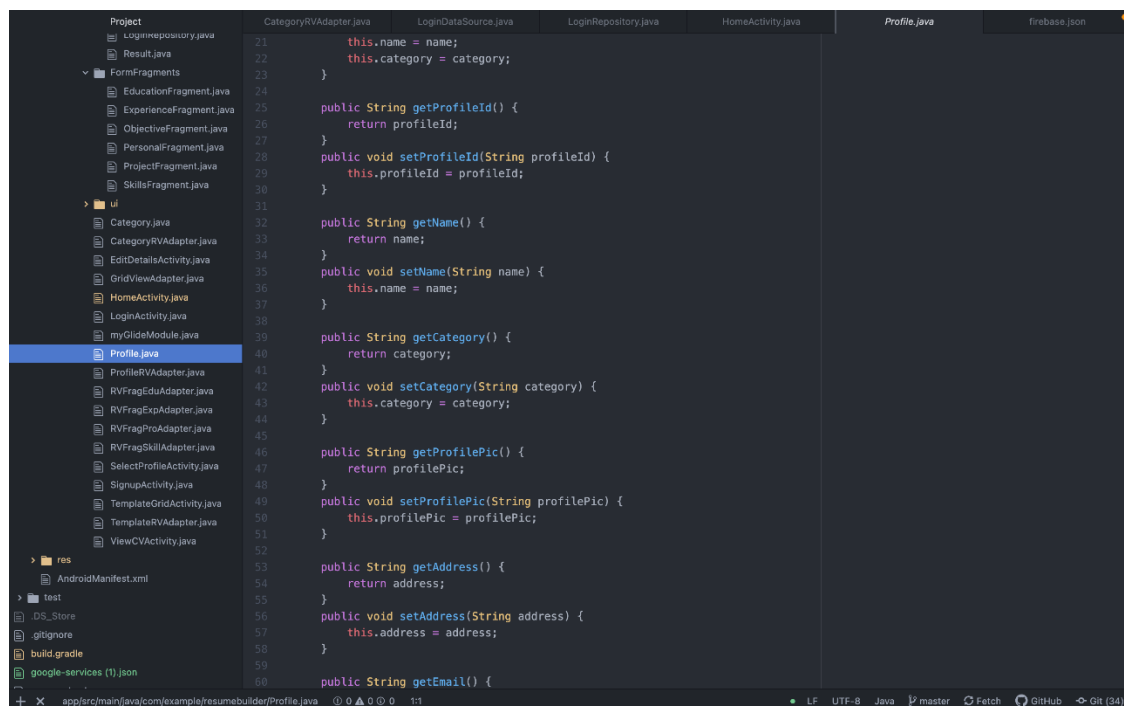 Project
LoginRepository.java
Result.java
FormFragments
EducationFragment.java
ExperienceFragment.java
ObjectiveFragment.java
PersonalFragment.java
ProjectFragment.java
SkillsFragment.java
ui
Category.java
CategoryRVAdapter.java
EditDetailsActivity.java
GridViewAdapter.java
HomeActivity.java
LoginActivity.java
myGlideModule.java
Profile.java
ProfileRVAdapter.java
RVFragEduAdapter.java
RVFragExpAdapter.java
RVFragProAdapter.java
RVFragSkillAdapter.java
SelectProfileActivity.java
SignupActivity.java
TemplateGridActivity.java
TemplateRVAdapter.java
ViewCVActivity.java
res
AndroidManifest.xml
test
.DS_Store
.gitignore
build.gradle
google-services (1).json
CategoryRVAdapter.java LoginDataSource.java LoginRepository.java HomeActivity.java Profile.java firebase.json
21 this.name = name;
22 this.category = category;
23 }
24
25 public String getProfileId() {
26 return profileId;
27 }
28 public void setProfileId(String profileId) {
29 this.profileId = profileId;
30 }
31
32 public String getName() {
33 return name;
34 }
35 public void setName(String name) {
36 this.name = name;
37 }
38
39 public String getCategory() {
40 return category;
41 }
42 public void setCategory(String category) {
43 this.category = category;
44 }
45
46 public String getProfilePic() {
47 return profilePic;
48 }
49 public void setProfilePic(String profilePic) {
50 this.profilePic = profilePic;
51 }
52
53 public String getAddress() {
54 return address;
55 }
56 public void setAddress(String address) {
57 this.address = address;
58 }
59
60 public String getEmail() {
+ × app/src/main/java/com/example/resumebuilder/Profile.java 0 0 0 1:1 LF UTF-8 Java master Fetch GitHub Git (34)